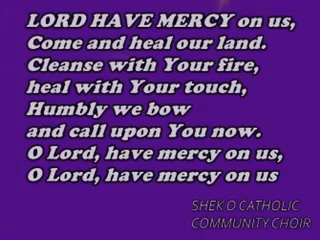 LORD HAVE MERCY on us,
Come and heal our land.
Cleanse with Your fire,
heal with Your touch,
Humbly we bow
and call upon You now.
O Lord, have mercy on us,
O Lord, have mercy on us
SHEK O CATHOLIC
COMMUNITY CHOIR